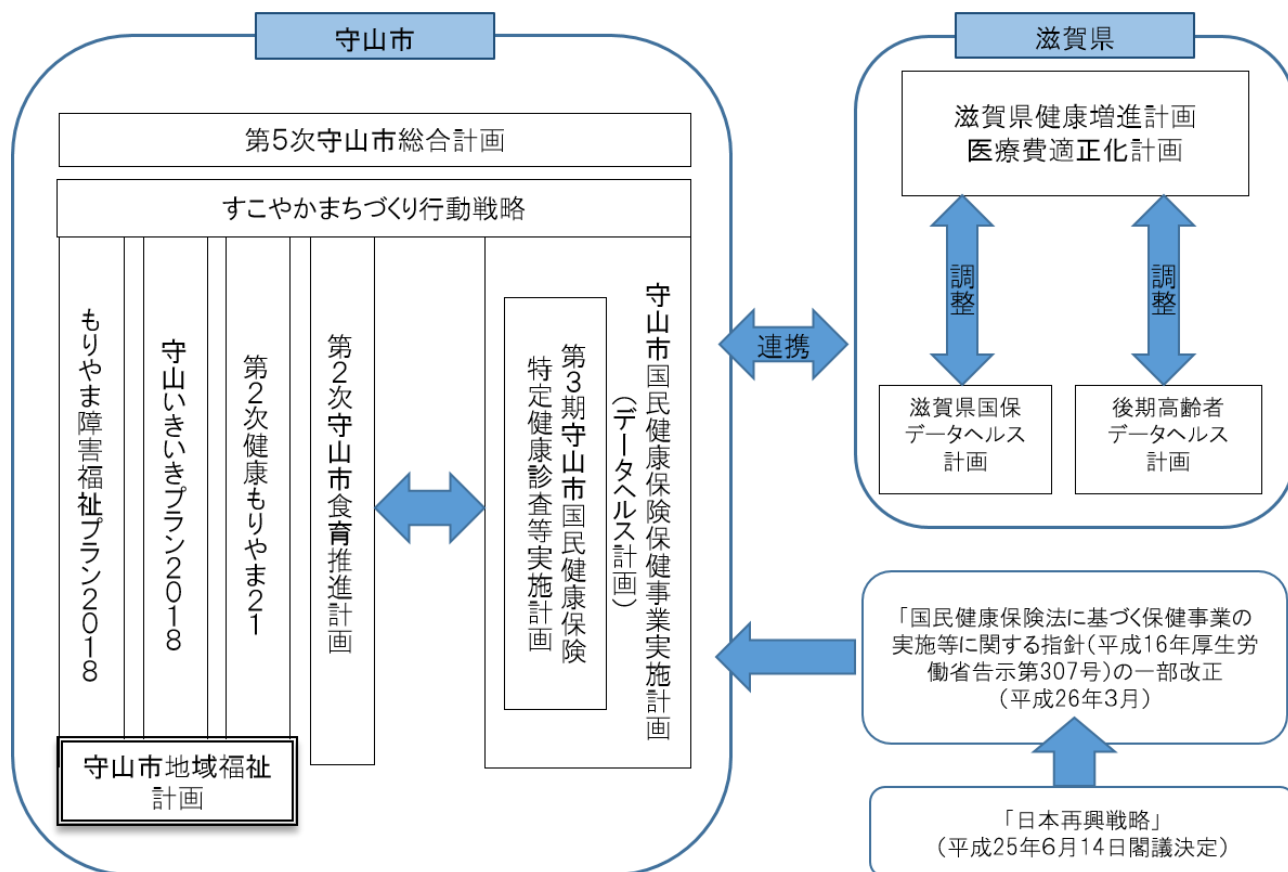 守山市
第5次守山市総合計画
すこやかまちづくり行動戦略
もりやま障害福祉プラン2018
守山いきいきプラン2018
第2次健康もりやま21
第2次守山市食育推進計画
守山市国民健康保険保健事業実施計画
(データヘルス計画)
第3期守山市国民健康保険
特定健康診査等実施計画
守山市地域福祉
計画
連携
滋賀県
滋賀県健康増進計画
医療費適正化計画
調整
調整
滋賀県国保
データヘルス
計画
後期高齢者
データヘルス
計画
「国民健康保険法に基づく保健事業の
実施等に関する指針(平成16年厚生労
働省告示第307号)の一部改正
(平成26年3月)
「日本再興戦略」
(平成25年6月14日閣議決定)